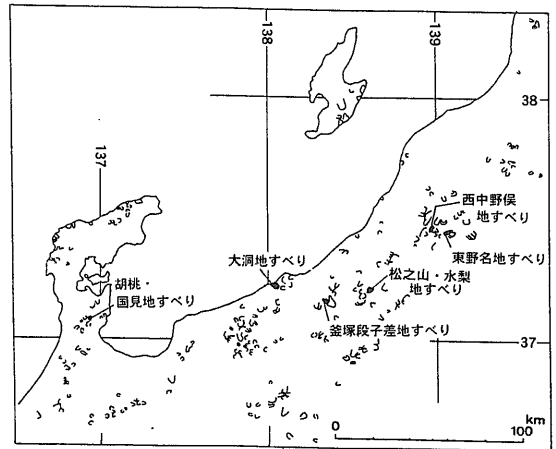 138
139
38
137
西中野俣
地すべり
東野名地すべり
大洞地すべり
松之山・水梨
地すべり
胡桃・
国見地すべり
釜塚段子差地すべり
37
km
0
100